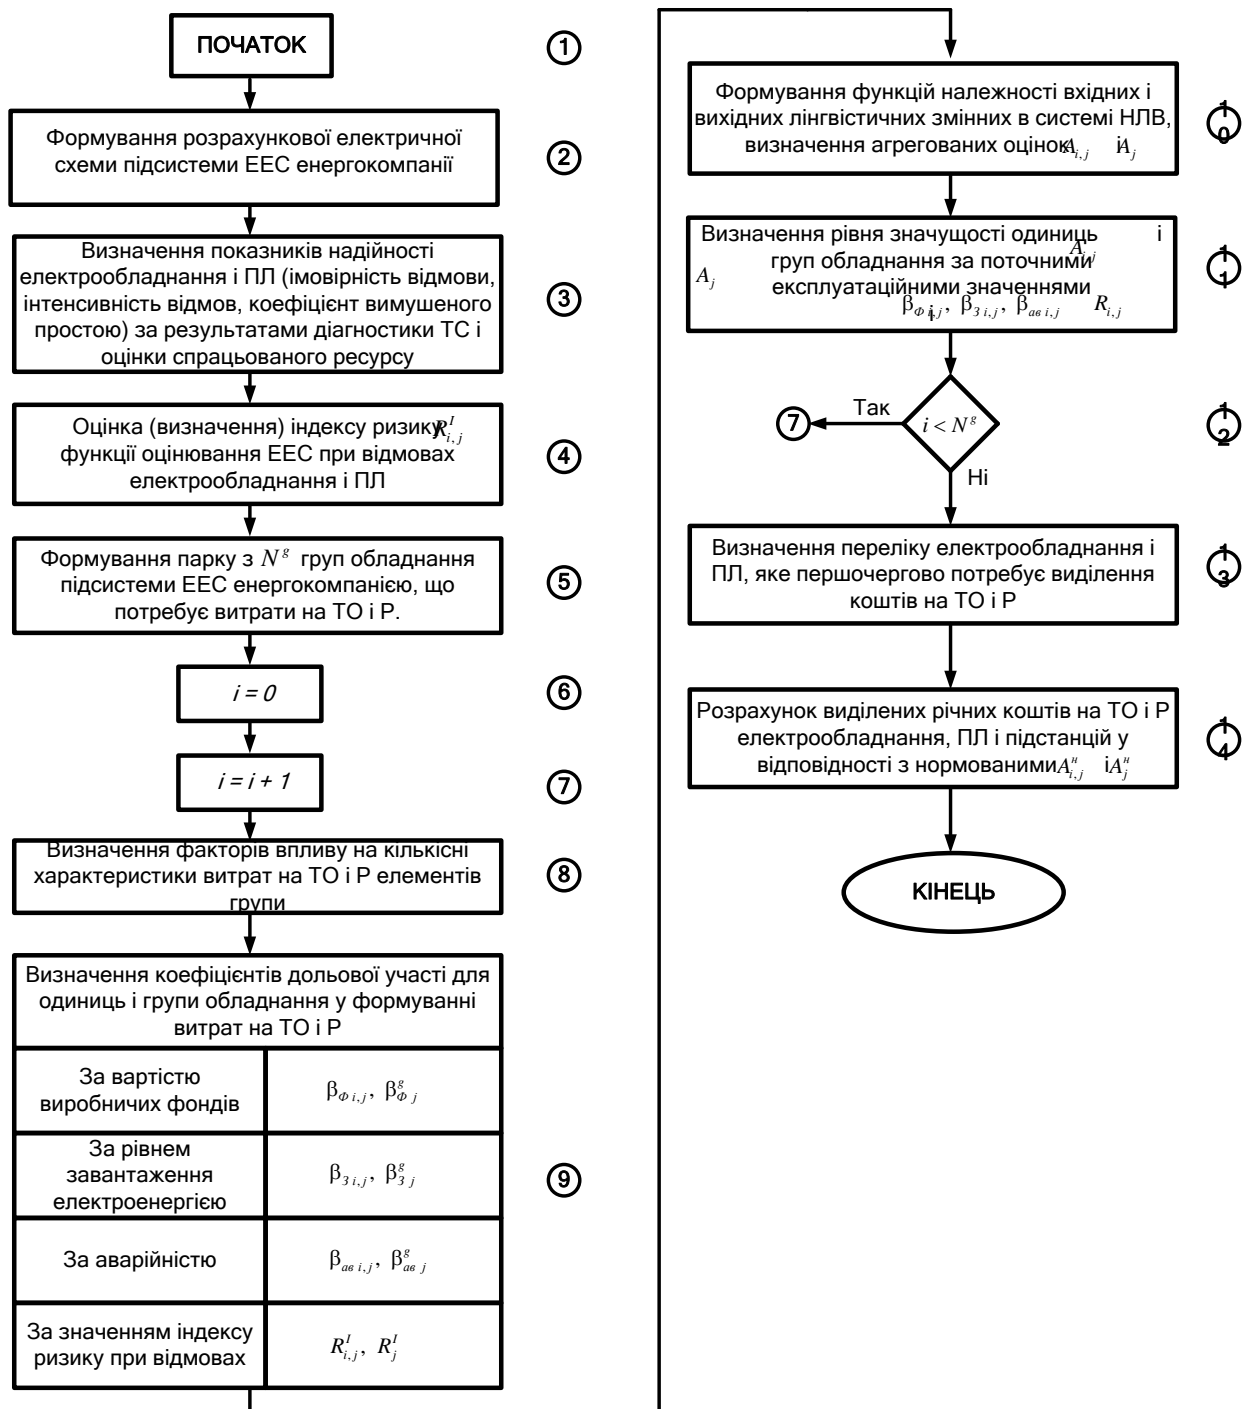 ПОЧАТОК
1
Формування розрахункової електричної
схеми підсистеми ЕЕС енергокомпанії
2
Визначення показників надійності
електрообладнання і ПЛ (імовірність відмови,
інтенсивність відмов, коефіцієнт вимушеного
простою) за результатами діагностики ТС і
оцінки спрацьованого ресурсу
3
Оцінка (визначення) індексу ризику R^I_{i,j}
функції оцінювання ЕЕС при відмовах
електрообладнання і ПЛ
4
Формування парку з N^g груп обладнання
підсистеми ЕЕС енергокомпанією, що
потребує витрати на ТО і Р.
5
i = 0
6
i = i + 1
7
Визначення факторів впливу на кількісні
характеристики витрат на ТО і Р елементів
групи
8
Визначення коефіцієнтів дольової участі для
одиниць і групи обладнання у формуванні
витрат на ТО і Р
За вартістю
виробничих фондів
β_{Ф i,j}, β^g_{Ф j}
За рівнем
завантаження
електроенергією
β_{З i,j}, β^g_{З j}
9
За аварійністю
β_{ав i,j}, β^g_{ав j}
За значенням індексу
ризику при відмовах
R^I_{i,j}, R^I_j
Формування функцій належності вхідних і
вихідних лінгвістичних змінних в системі НЛВ,
визначення агрегованих оцінок A_{i,j} і A_j
10
Визначення рівня значущості одиниць A_{i,j} і
груп обладнання A_j за поточними
експлуатаційними значеннями
β_{Ф i,j}, β_{З i,j}, β_{ав i,j} і R_{i,j}
11
i < N^g
Так
7
Ні
12
Визначення переліку електрообладнання і
ПЛ, яке першочергово потребує виділення
коштів на ТО і Р
13
Розрахунок виділених річних коштів на ТО і Р
електрообладнання, ПЛ і підстанцій у
відповідності з нормованими A^н_{i,j} і A^н_j
14
КІНЕЦЬ